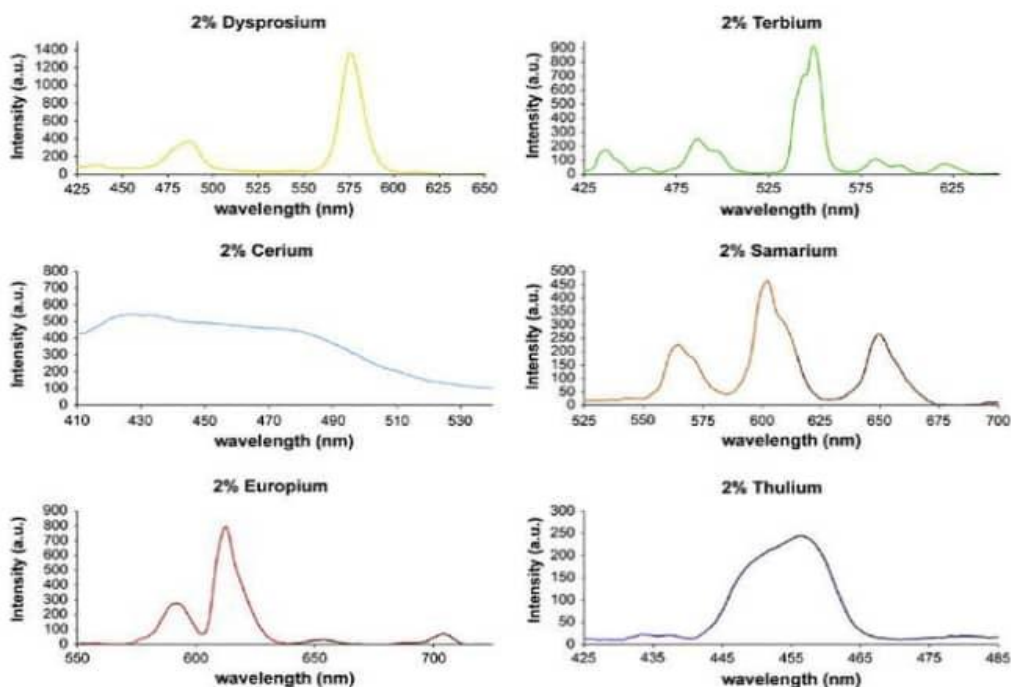 2% Dysprosium
Intensity (a.u.)
1400
1200
1000
800
600
400
200
0
425 450 475 500 525 550 575 600 625 650
wavelength (nm)
2% Terbium
Intensity (a.u.)
900
800
700
600
500
400
300
200
100
0
425 475 525 575 625
wavelength (nm)
2% Cerium
Intensity (a.u.)
800
700
600
500
400
300
200
100
0
410 430 450 470 490 510 530
wavelength (nm)
2% Samarium
Intensity (a.u.)
500
450
400
350
300
250
200
150
100
50
0
525 550 575 600 625 650 675 700
wavelength (nm)
2% Europium
Intensity (a.u.)
900
800
700
600
500
400
300
200
100
0
550 600 650 700
wavelength (nm)
2% Thulium
Intensity (a.u.)
300
250
200
150
100
50
0
425 435 445 455 465 475 485
wavelength (nm)